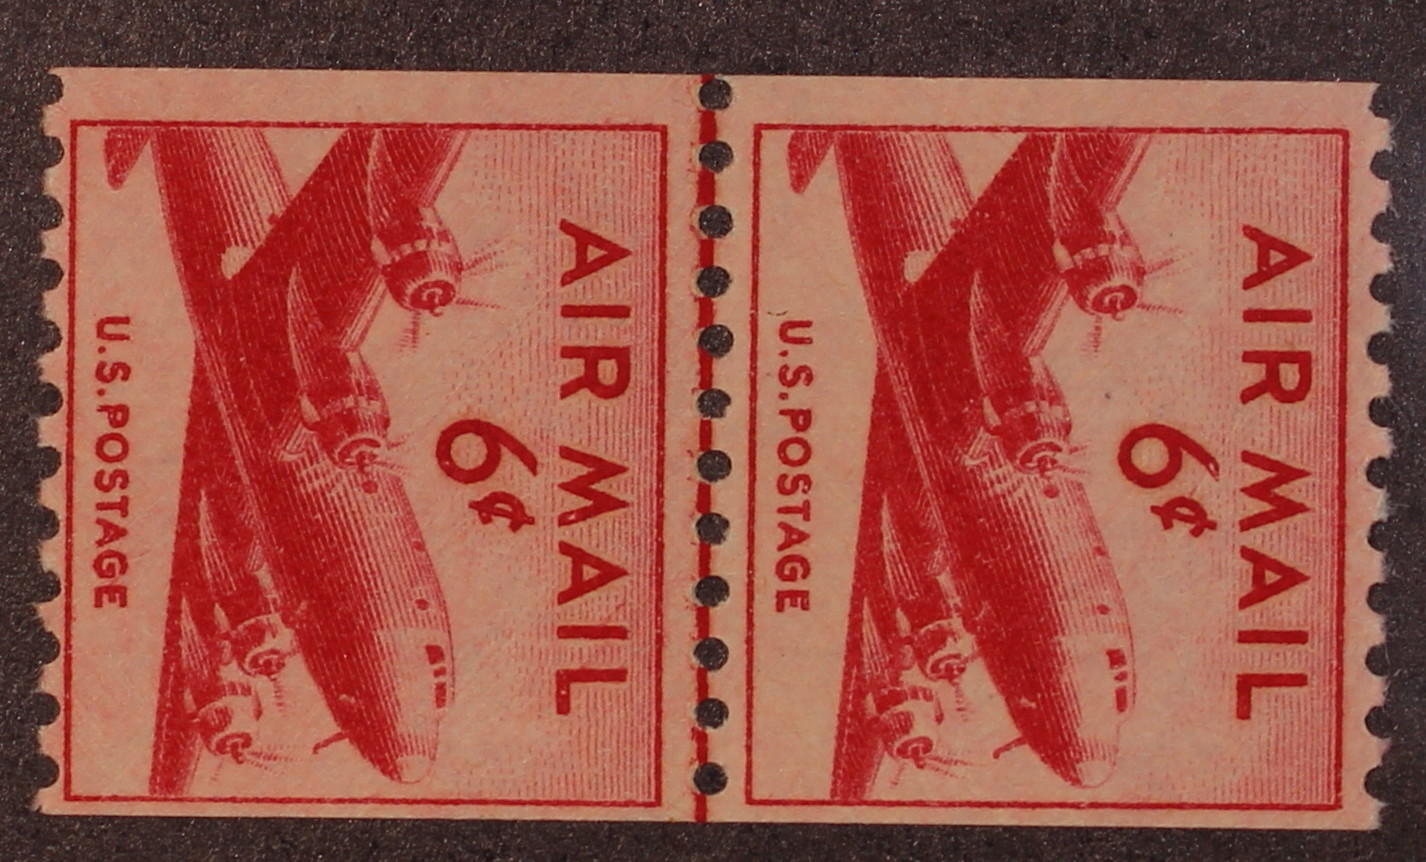 AIR MAIL
6¢
U.S. POSTAGE
AIR MAIL
6¢
U.S. POSTAGE